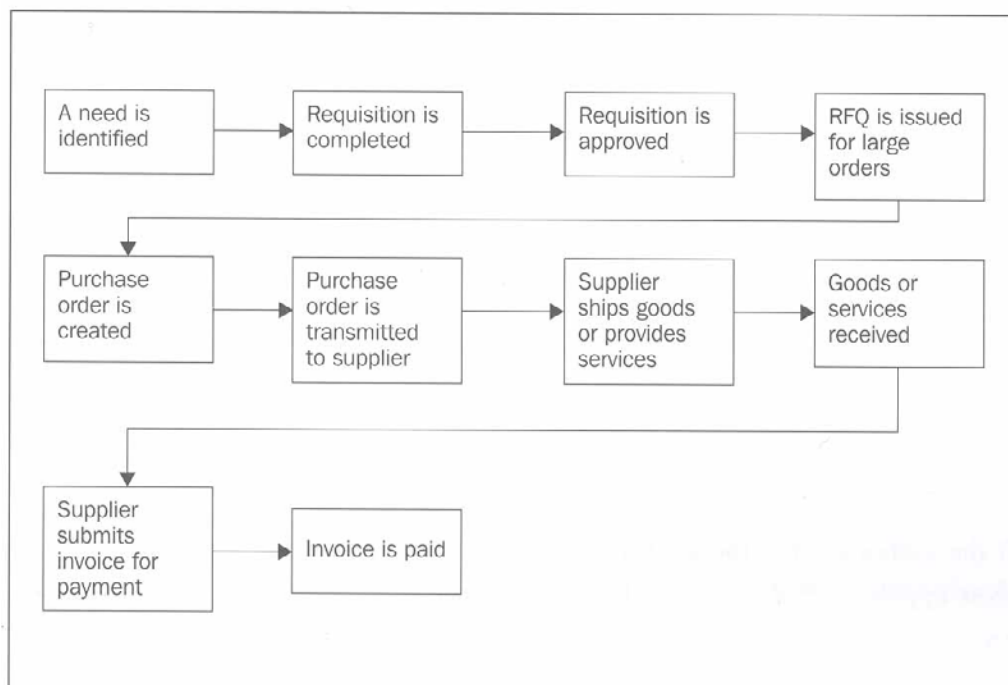 A need is
identified
Requisition is
completed
Requisition is
approved
RFQ is issued
for large
orders
Purchase
order is
created
Purchase
order is
transmitted
to supplier
Supplier
ships goods
or provides
services
Goods or
services
received
Supplier
submits
invoice for
payment
Invoice is paid